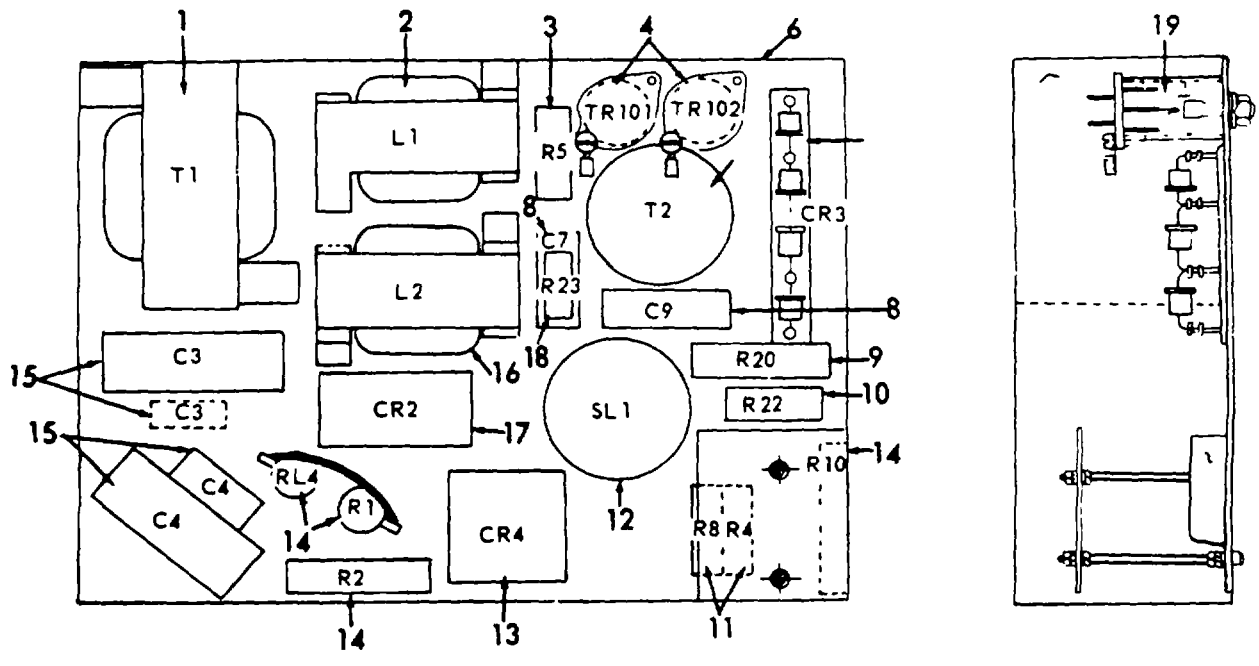 1 2 3 4 6 19
TR101 TR102
L1
R5
T1
T2 CR3
8
C7
R23
L2
C9 8
18
C3
15
16
R20 9
10
C3
CR2
SL1
R22
17
15
RL4
R10 14
C4
R1
C4
12
14
CR4
R8 R4
R2
14 13 11